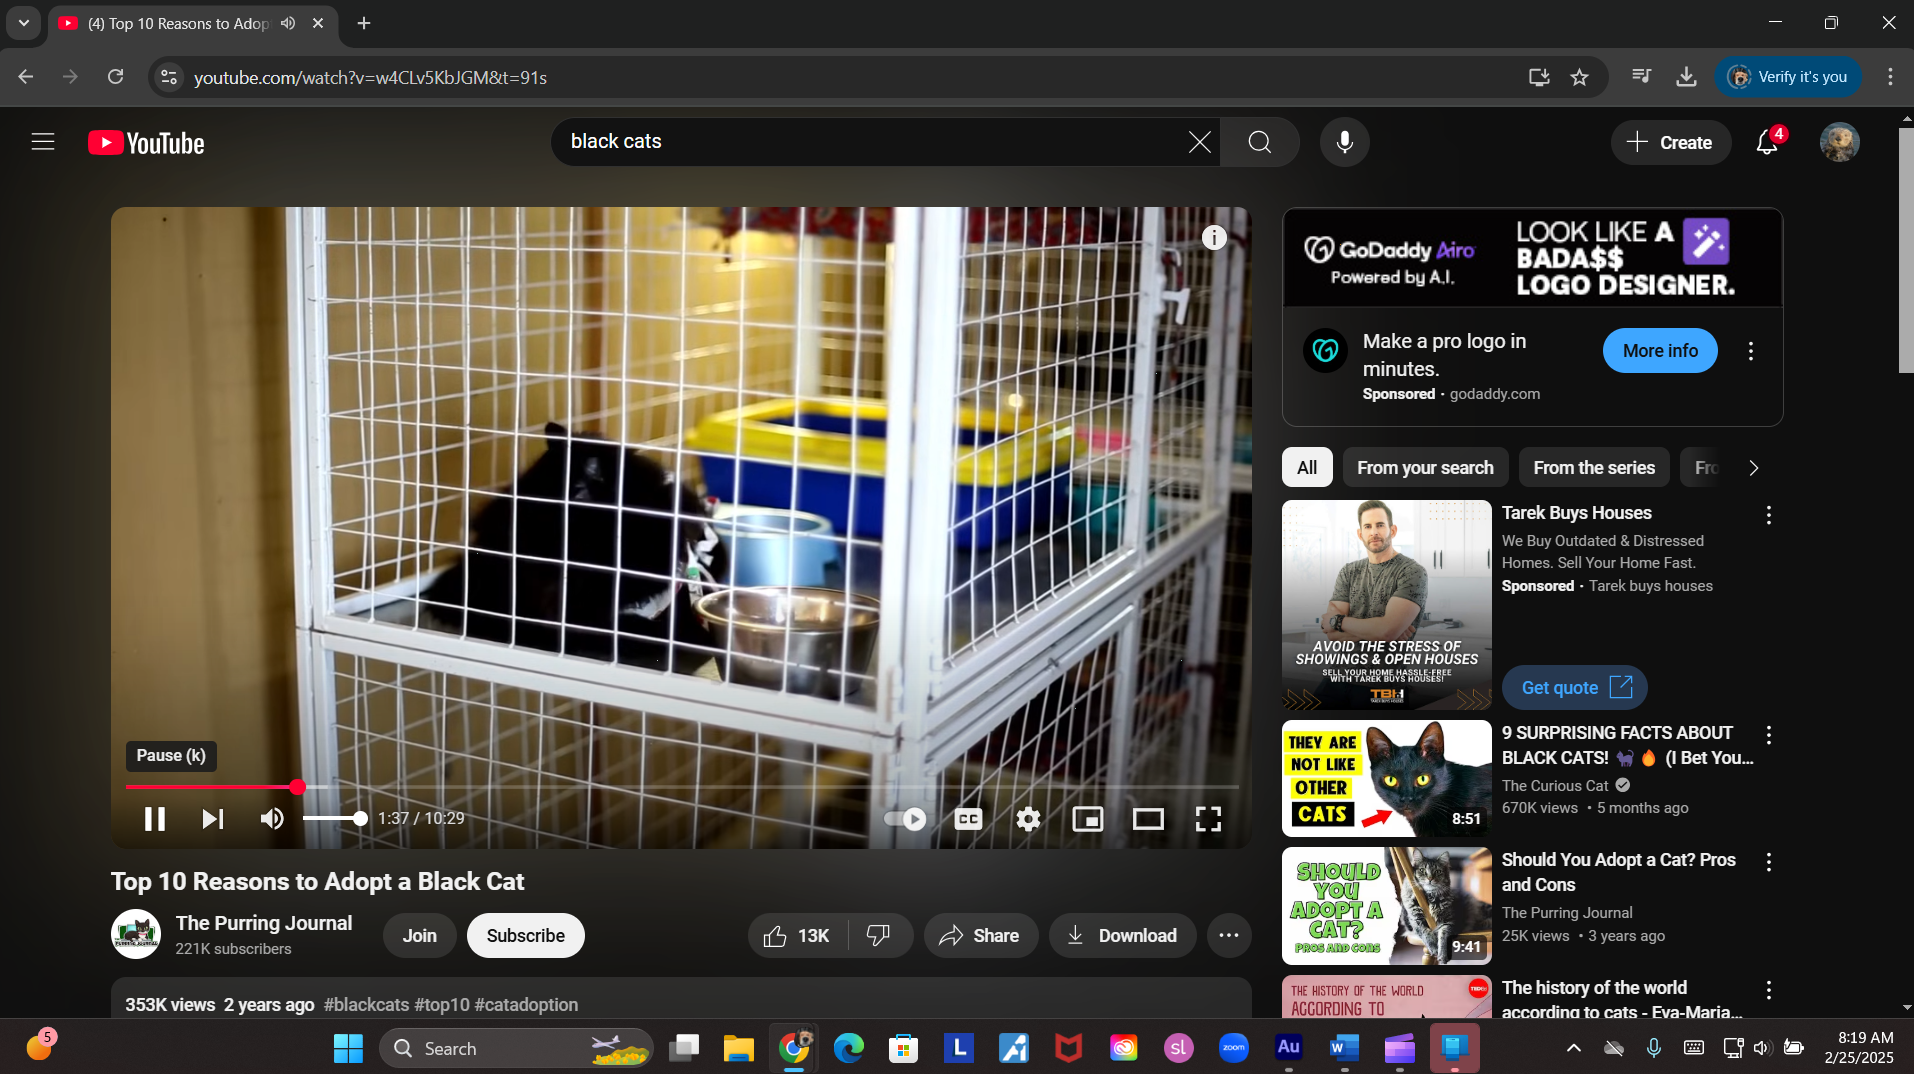 (4) Top 10 Reasons to Adop
youtube.com/watch?v=w4CLv5KbJGM&t=91s
Verify it's you
YouTube
black cats
Create
4
GoDaddy Airo
Powered by A.I.
LOOK LIKE A
BADA$$
LOGO DESIGNER.
Make a pro logo in
minutes.
Sponsored · godaddy.com
More info
All
From your search
From the series
Fro
Tarek Buys Houses
We Buy Outdated & Distressed
Homes. Sell Your Home Fast.
Sponsored · Tarek buys houses
Get quote
AVOID THE STRESS OF
SHOWINGS & OPEN HOUSES
SELL YOUR HOME HASSLE-FREE
WITH TAREK BUYS HOUSES!
TBH
TAREK BUYS HOUSES
Pause (k)
1:37 / 10:29
CC
THEY ARE
NOT LIKE
OTHER
CATS
8:51
9 SURPRISING FACTS ABOUT
BLACK CATS! 🐈‍⬛ 🔥 (I Bet You...
The Curious Cat
670K views • 5 months ago
SHOULD
YOU
ADOPT A
CAT?
PROS AND CONS
9:41
Should You Adopt a Cat? Pros
and Cons
The Purring Journal
25K views • 3 years ago
THE HISTORY OF THE WORLD
ACCORDING TO
The history of the world
according to cats - Eva-Maria...
Top 10 Reasons to Adopt a Black Cat
The Purring Journal
221K subscribers
Join
Subscribe
13K
Share
Download
353K views 2 years ago #blackcats #top10 #catadoption
5
Search
L
sl
zoom
Au
W
8:19 AM
2/25/2025